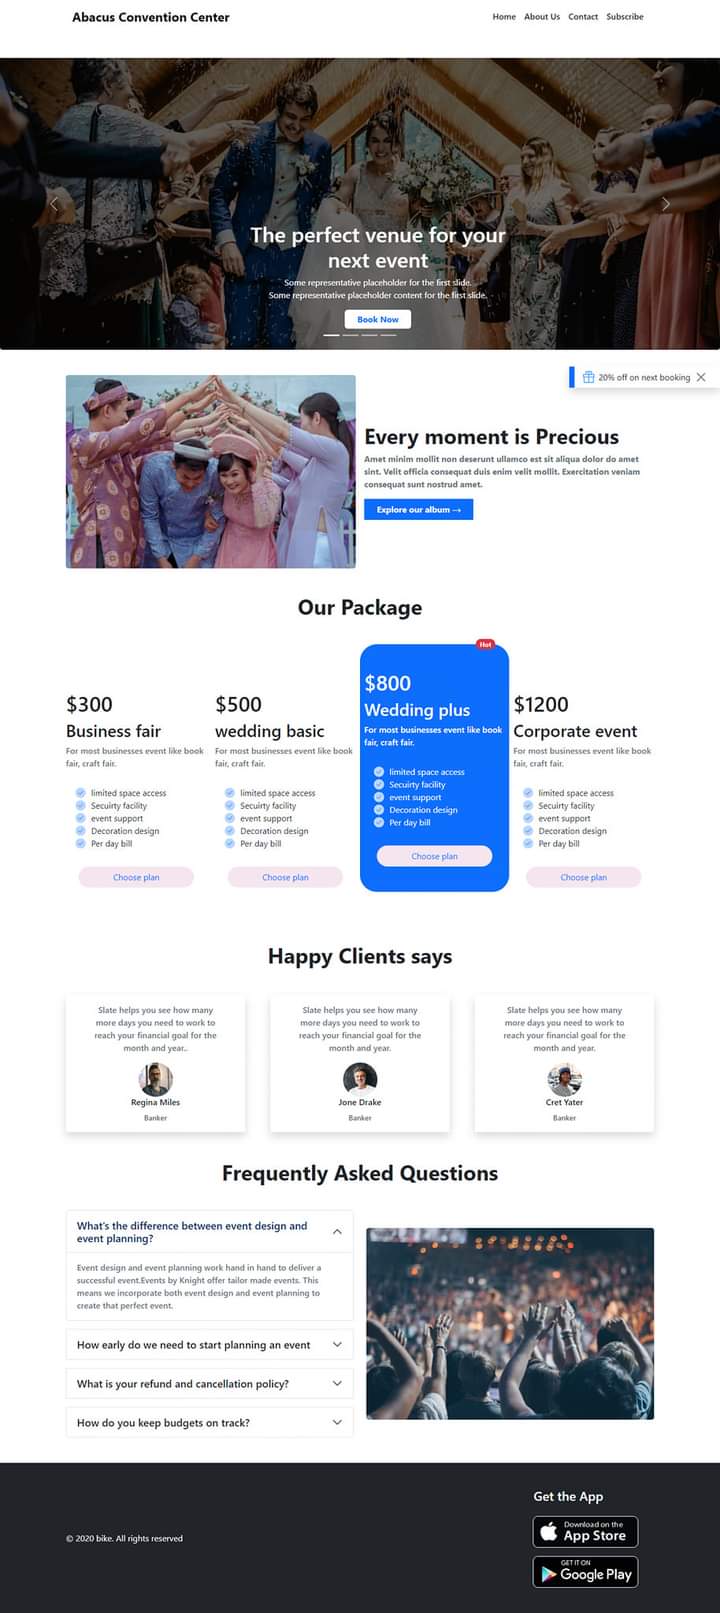 Abacus Convention Center
Home About Us Contact Subscribe
The perfect venue for your
next event
Some representative placeholder for the first slide.
Some representative placeholder content for the first slide.
Book Now
20% off on next booking
Every moment is Precious
Amet minim mollit non deserunt ullamco est sit aliqua dolor do amet
sint. Velit officia consequat duis enim velit mollit. Exercitation veniam
consequat sunt nostrud amet.
Explore our album →
Our Package
$300
Business fair
For most businesses event like book
fair, craft fair.
limited space access
Secuirty facility
event support
Decoration design
Per day bill
Choose plan
$500
wedding basic
For most businesses event like book
fair, craft fair.
limited space access
Secuirty facility
event support
Decoration design
Per day bill
Choose plan
Hot
$800
Wedding plus
For most businesses event like book
fair, craft fair.
limited space access
Secuirty facility
event support
Decoration design
Per day bill
Choose plan
$1200
Corporate event
For most businesses event like book
fair, craft fair.
limited space access
Secuirty facility
event support
Decoration design
Per day bill
Choose plan
Happy Clients says
Slate helps you see how many
more days you need to work to
reach your financial goal for the
month and year..
Regina Miles
Banker
Slate helps you see how many
more days you need to work to
reach your financial goal for the
month and year.
Jone Drake
Banker
Slate helps you see how many
more days you need to work to
reach your financial goal for the
month and year.
Cret Yater
Banker
Frequently Asked Questions
What's the difference between event design and
event planning?
Event design and event planning work hand in hand to deliver a
successful event.Events by Knight offer tailor made events. This
means we incorporate both event design and event planning to
create that perfect event.
How early do we need to start planning an event
What is your refund and cancellation policy?
How do you keep budgets on track?
© 2020 bike. All rights reserved
Get the App
Download on the
App Store
GET IT ON
Google Play